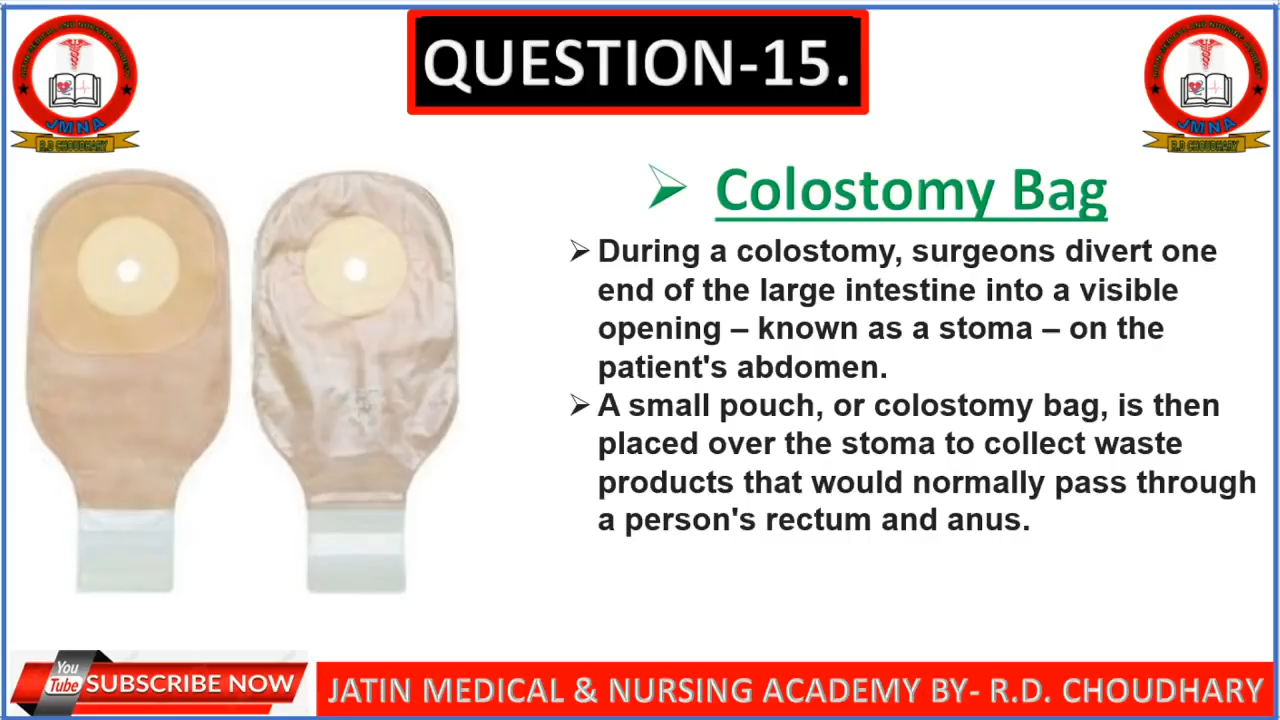 QUESTION-15.
JMNA
R.D CHOUDHARY
JMNA
R.D CHOUDHARY
➢ Colostomy Bag
➢ During a colostomy, surgeons divert one
end of the large intestine into a visible
opening – known as a stoma – on the
patient's abdomen.
➢ A small pouch, or colostomy bag, is then
placed over the stoma to collect waste
products that would normally pass through
a person's rectum and anus.
You
Tube SUBSCRIBE NOW
JATIN MEDICAL & NURSING ACADEMY BY- R.D. CHOUDHARY